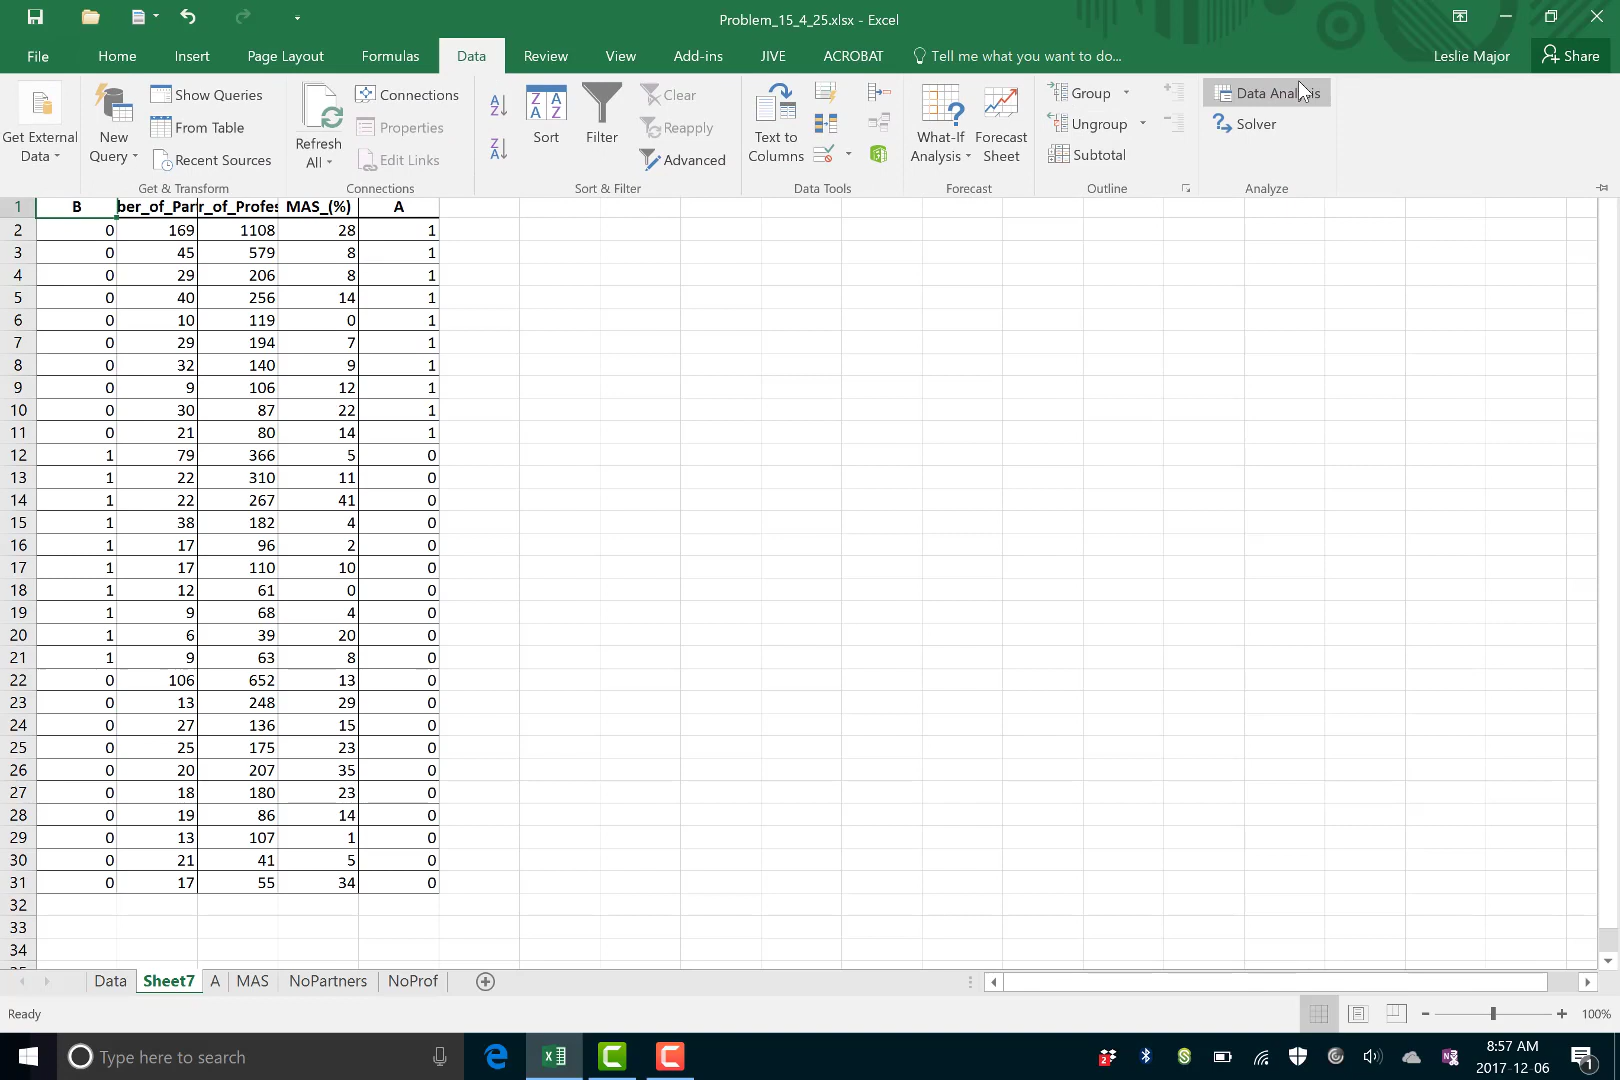 Problem_15_4_25.xlsx - Excel
File Home Insert Page Layout Formulas Data Review View Add-ins JIVE ACROBAT Tell me what you want to do... Leslie Major Share
Get External Data
New Query
Show Queries
From Table
Recent Sources
Get & Transform
Refresh All
Connections
Properties
Edit Links
Connections
A Z
Z A
Z A A Z
Sort
Filter
Clear
Reapply
Advanced
Sort & Filter
Text to Columns
Data Tools
What-If Analysis
Forecast Sheet
Forecast
Group
Ungroup
Subtotal
Outline
Data Analysis
Solver
Analyze
1 B ber_of_Par r_of_Profes MAS_(%) A
2 0 169 1108 28 1
3 0 45 579 8 1
4 0 29 206 8 1
5 0 40 256 14 1
6 0 10 119 0 1
7 0 29 194 7 1
8 0 32 140 9 1
9 0 9 106 12 1
10 0 30 87 22 1
11 0 21 80 14 1
12 1 79 366 5 0
13 1 22 310 11 0
14 1 22 267 41 0
15 1 38 182 4 0
16 1 17 96 2 0
17 1 17 110 10 0
18 1 12 61 0 0
19 1 9 68 4 0
20 1 6 39 20 0
21 1 9 63 8 0
22 0 106 652 13 0
23 0 13 248 29 0
24 0 27 136 15 0
25 0 25 175 23 0
26 0 20 207 35 0
27 0 18 180 23 0
28 0 19 86 14 0
29 0 13 107 1 0
30 0 21 41 5 0
31 0 17 55 34 0
32
33
34
Data Sheet7 A MAS NoPartners NoProf
Ready 100%
Type here to search 8:57 AM
2017-12-06